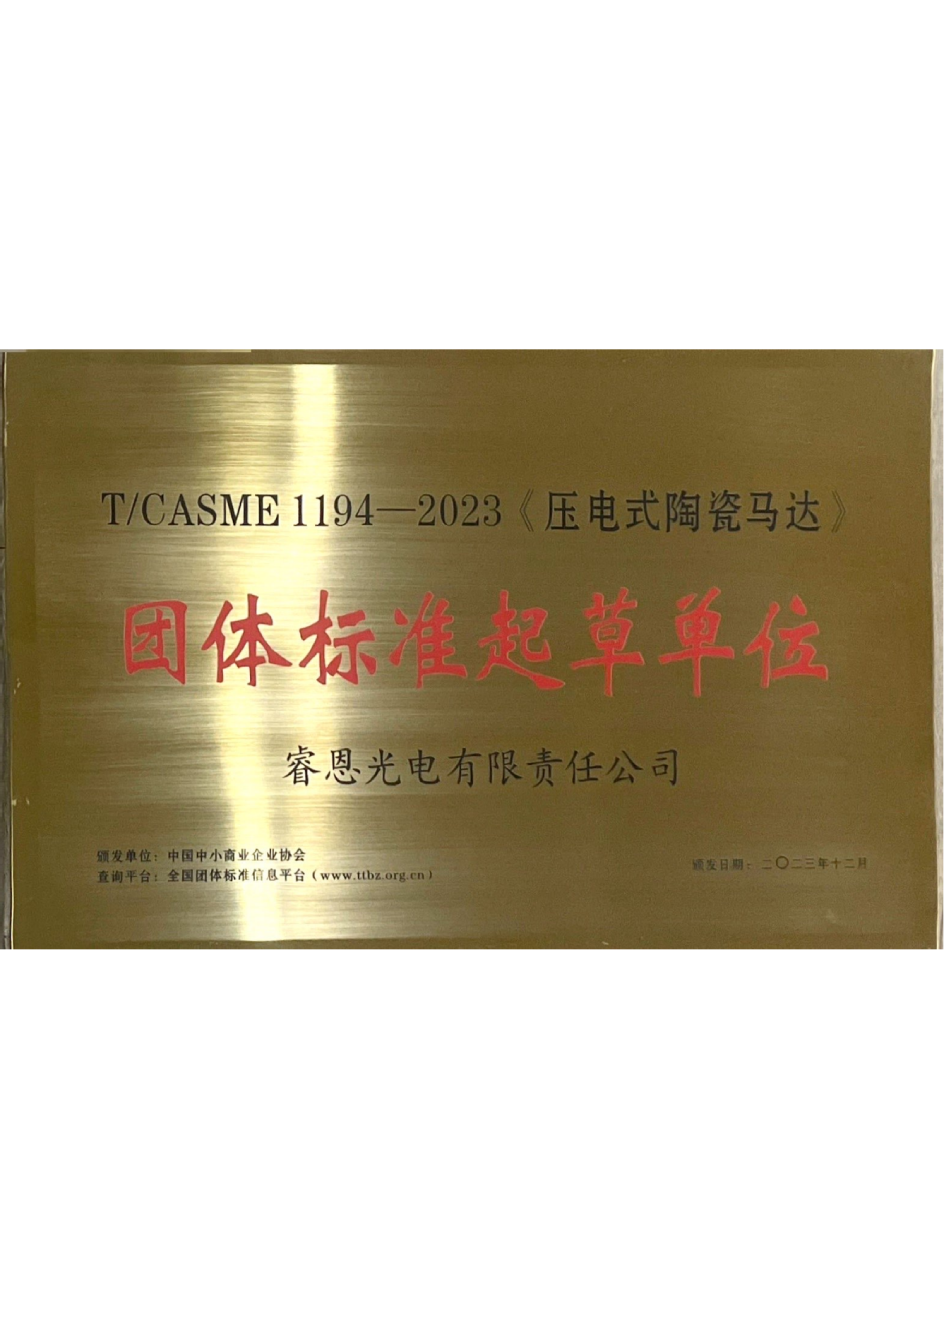 T/CASME 1194—2023《压电式陶瓷马达》
团体标准起草单位
睿恩光电有限责任公司
颁发单位：中国中小商业企业协会
查询平台：全国团体标准信息平台（www.ttbz.org.cn）
颁发日期：二〇二三年十二月